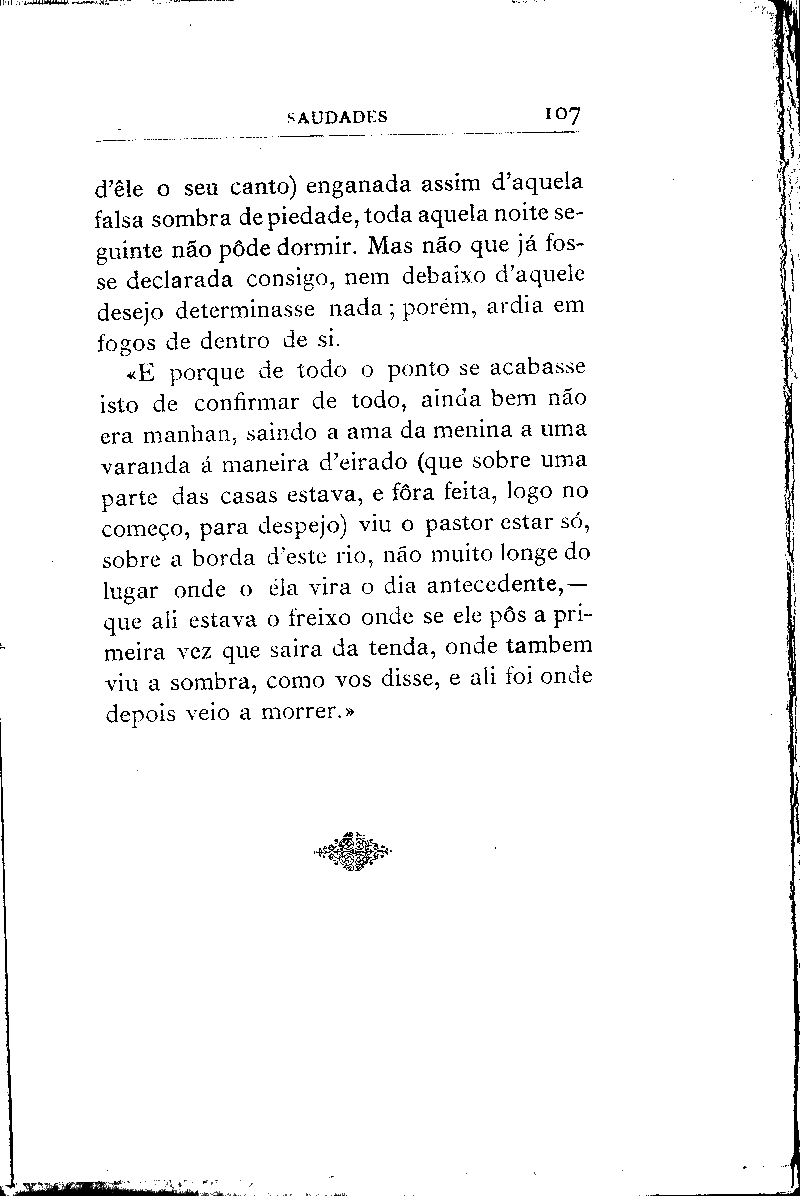 SAUDADES 107
d'êle o seu canto) enganada assim d'aquela
falsa sombra de piedade, toda aquela noite se-
guinte não pôde dormir. Mas não que já fos-
se declarada consigo, nem debaixo d'aquele
desejo determinasse nada; porém, ardia em
fogos de dentro de si.
«E porque de todo o ponto se acabasse
isto de confirmar de todo, ainda bem não
era manhan, saindo a ama da menina a uma
varanda á maneira d'eirado (que sobre uma
parte das casas estava, e fôra feita, logo no
começo, para despejo) viu o pastor estar só,
sobre a borda d'este rio, não muito longe do
lugar onde o éla vira o dia antecedente,—
que ali estava o freixo onde se ele pôs a pri-
meira vez que saira da tenda, onde tambem
viu a sombra, como vos disse, e ali foi onde
depois veio a morrer.»